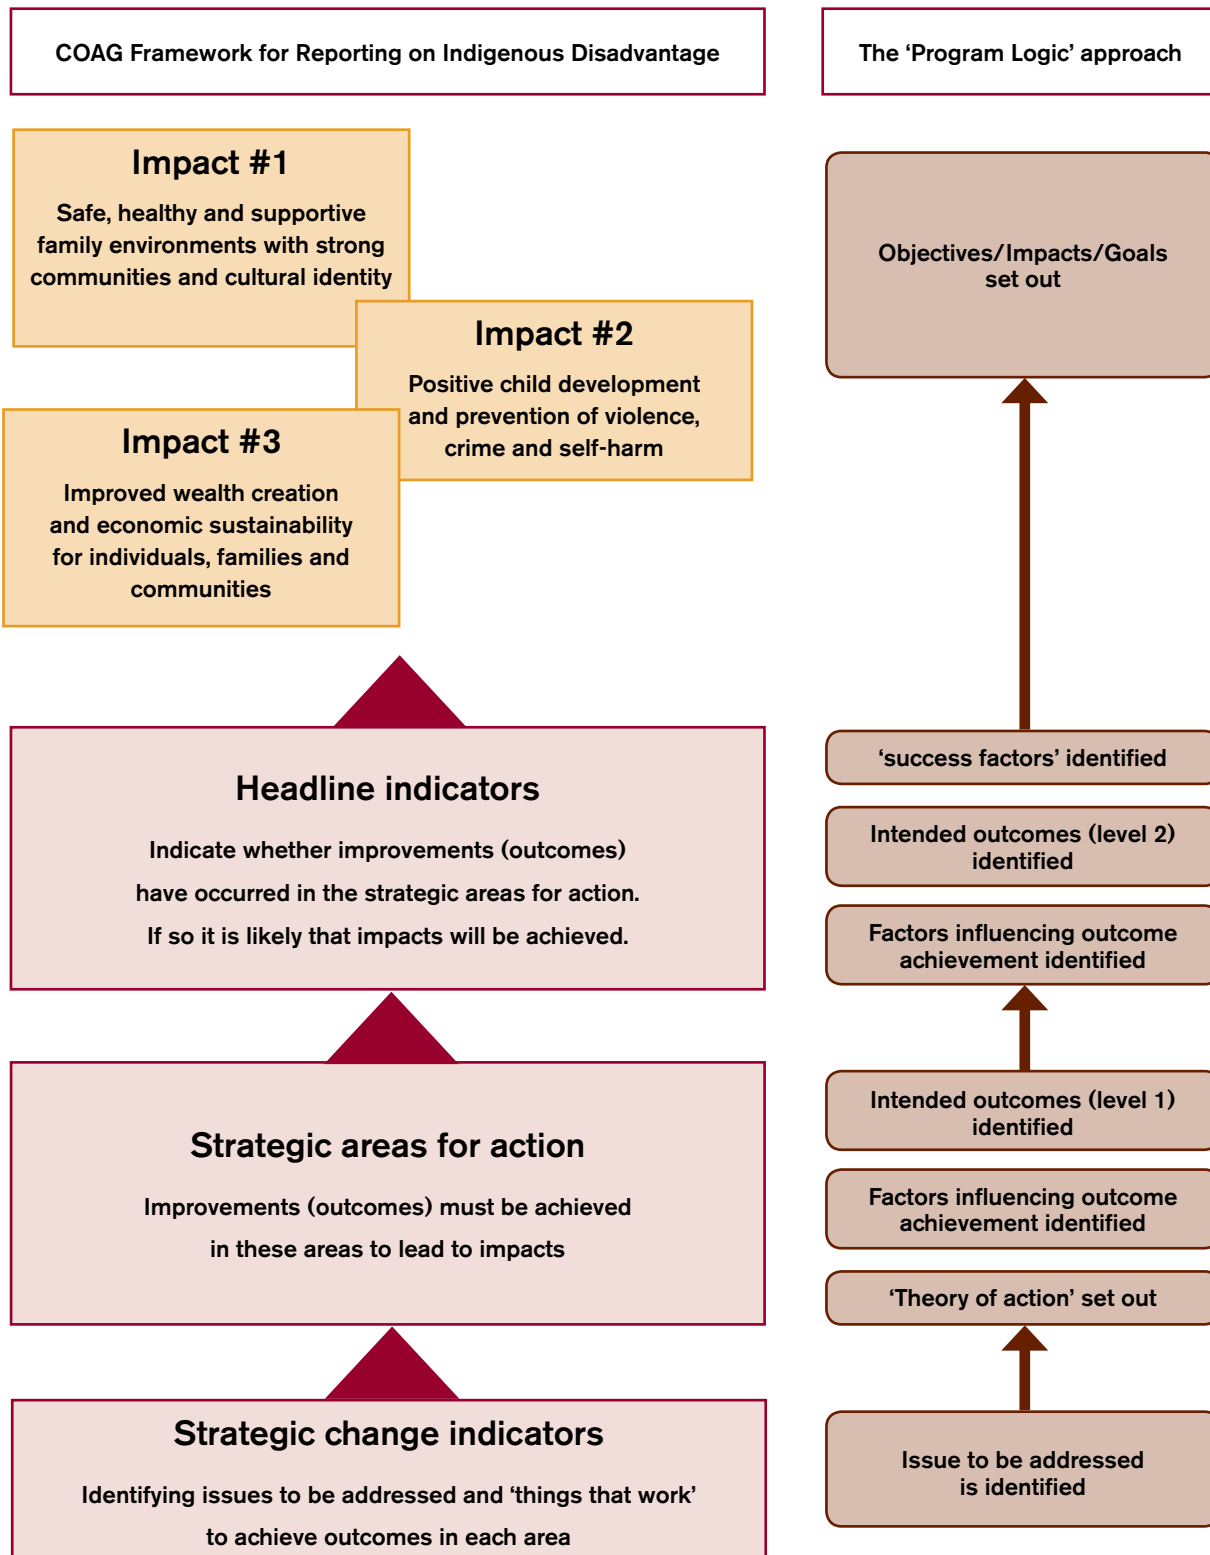 COAG Framework for Reporting on Indigenous Disadvantage
Impact #1
Safe, healthy and supportive
family environments with strong
communities and cultural identity
Impact #2
Positive child development
and prevention of violence,
crime and self-harm
Impact #3
Improved wealth creation
and economic sustainability
for individuals, families and
communities
Headline indicators
Indicate whether improvements (outcomes)
have occurred in the strategic areas for action.
If so it is likely that impacts will be achieved.
Strategic areas for action
Improvements (outcomes) must be achieved
in these areas to lead to impacts
Strategic change indicators
Identifying issues to be addressed and ‘things that work’
to achieve outcomes in each area
The ‘Program Logic’ approach
Objectives/Impacts/Goals
set out
‘success factors’ identified
Intended outcomes (level 2)
identified
Factors influencing outcome
achievement identified
Intended outcomes (level 1)
identified
Factors influencing outcome
achievement identified
‘Theory of action’ set out
Issue to be addressed
is identified